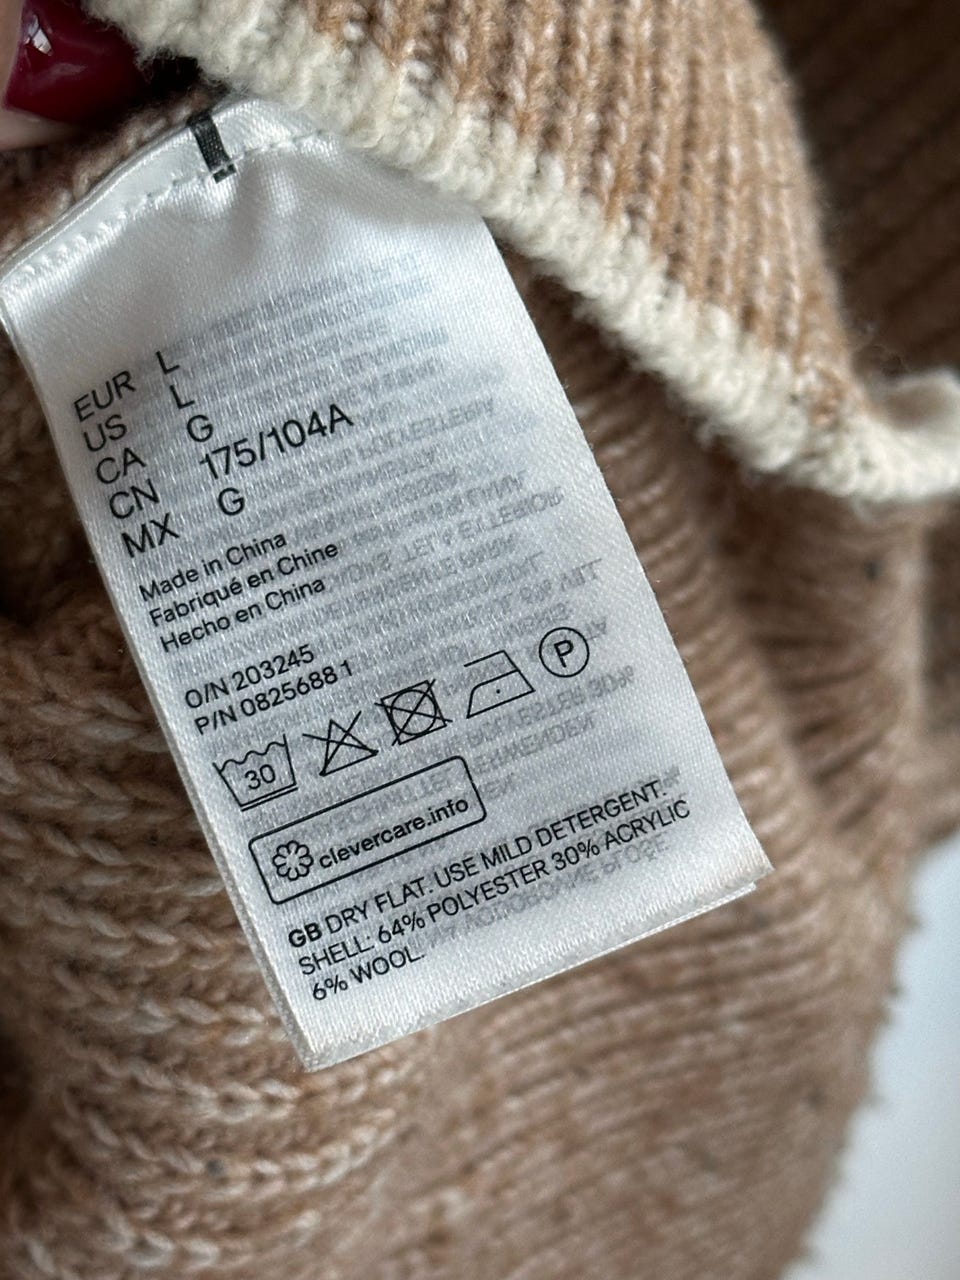 EUR L
US L
CA G
CN 175/104A
MX G
Made in China
Fabriqué en Chine
Hecho en China
O/N 203245
P/N 0825688 1
30
P
clevercare.info
GB DRY FLAT. USE MILD DETERGENT.
SHELL: 64% POLYESTER 30% ACRYLIC
6% WOOL.